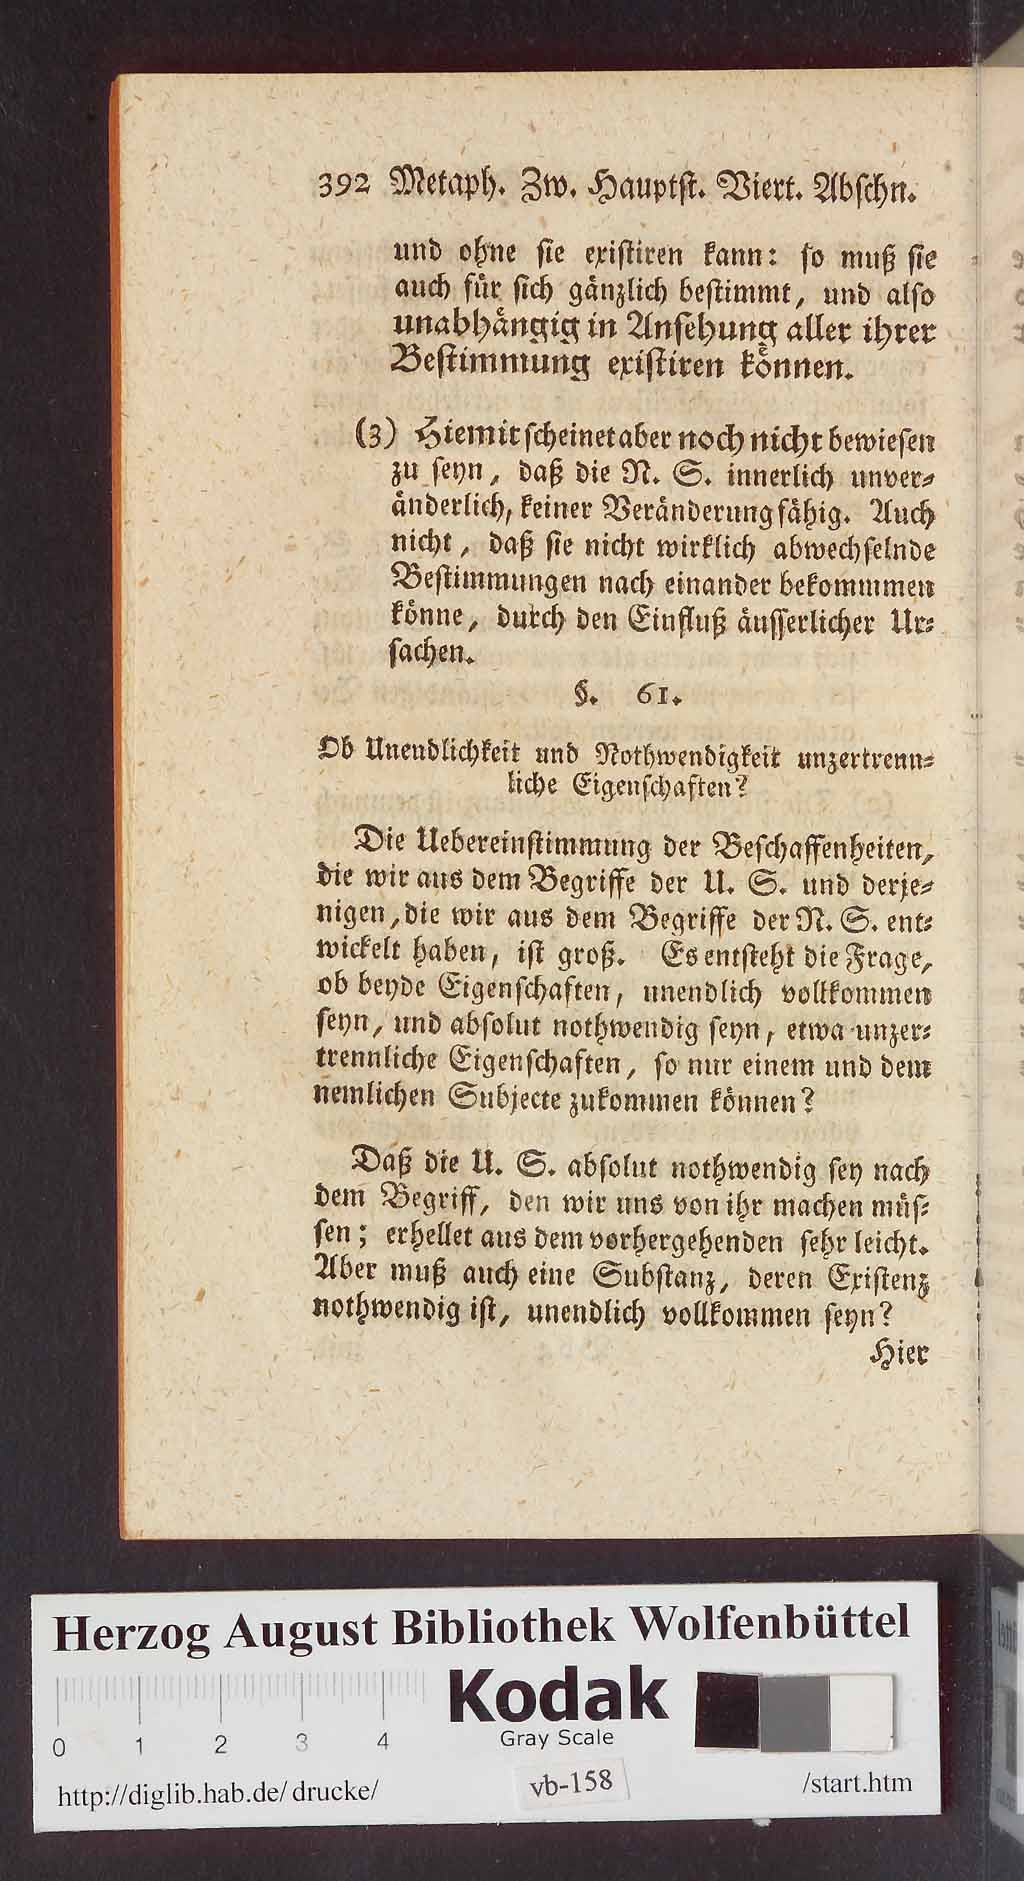 392 Metaph. Zw. Hauptst. Viert. Abschn.
und ohne sie existiren kann: so muß sie
auch für sich gänzlich bestimmt, und also
unabhängig in Ansehung aller ihrer
Bestimmung existiren können.
(3) Hiemit scheinet aber noch nicht bewiesen
zu seyn, daß die N. S. innerlich unver-
änderlich, keiner Veränderung fähig. Auch
nicht, daß sie nicht wirklich abwechselnde
Bestimmungen nach einander bekommmen
könne, durch den Einfluß äusserlicher Ur-
sachen.
§. 61.
Ob Unendlichkeit und Nothwendigkeit unzertrenn-
liche Eigenschaften?
Die Uebereinstimmung der Beschaffenheiten,
die wir aus dem Begriffe der U. S. und derje-
nigen, die wir aus dem Begriffe der N. S. ent-
wickelt haben, ist groß. Es entsteht die Frage,
ob beyde Eigenschaften, unendlich vollkommen
seyn, und absolut nothwendig seyn, etwa unzer-
trennliche Eigenschaften, so nur einem und dem
nemlichen Subjecte zukommen können?
Daß die U. S. absolut nothwendig sey nach
dem Begriff, den wir uns von ihr machen müs-
sen; erhellet aus dem vorhergehenden sehr leicht.
Aber muß auch eine Substanz, deren Existenz
nothwendig ist, unendlich vollkommen seyn?
Hier
Herzog August Bibliothek Wolfenbüttel
Kodak
Gray Scale
0 1 2 3 4
http://diglib.hab.de/drucke/ vb-158 /start.htm